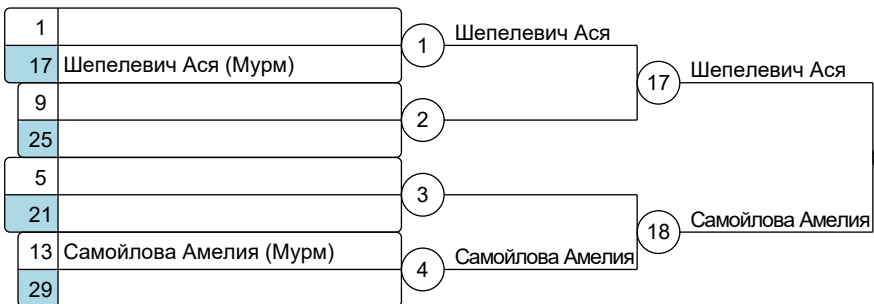 1
1 Шепелевич Ася
17 Шепелевич Ася (Мурм)
17 Шепелевич Ася
9
2
25
5
3
21
18 Самойлова Амелия
13 Самойлова Амелия (Мурм)
4 Самойлова Амелия
29